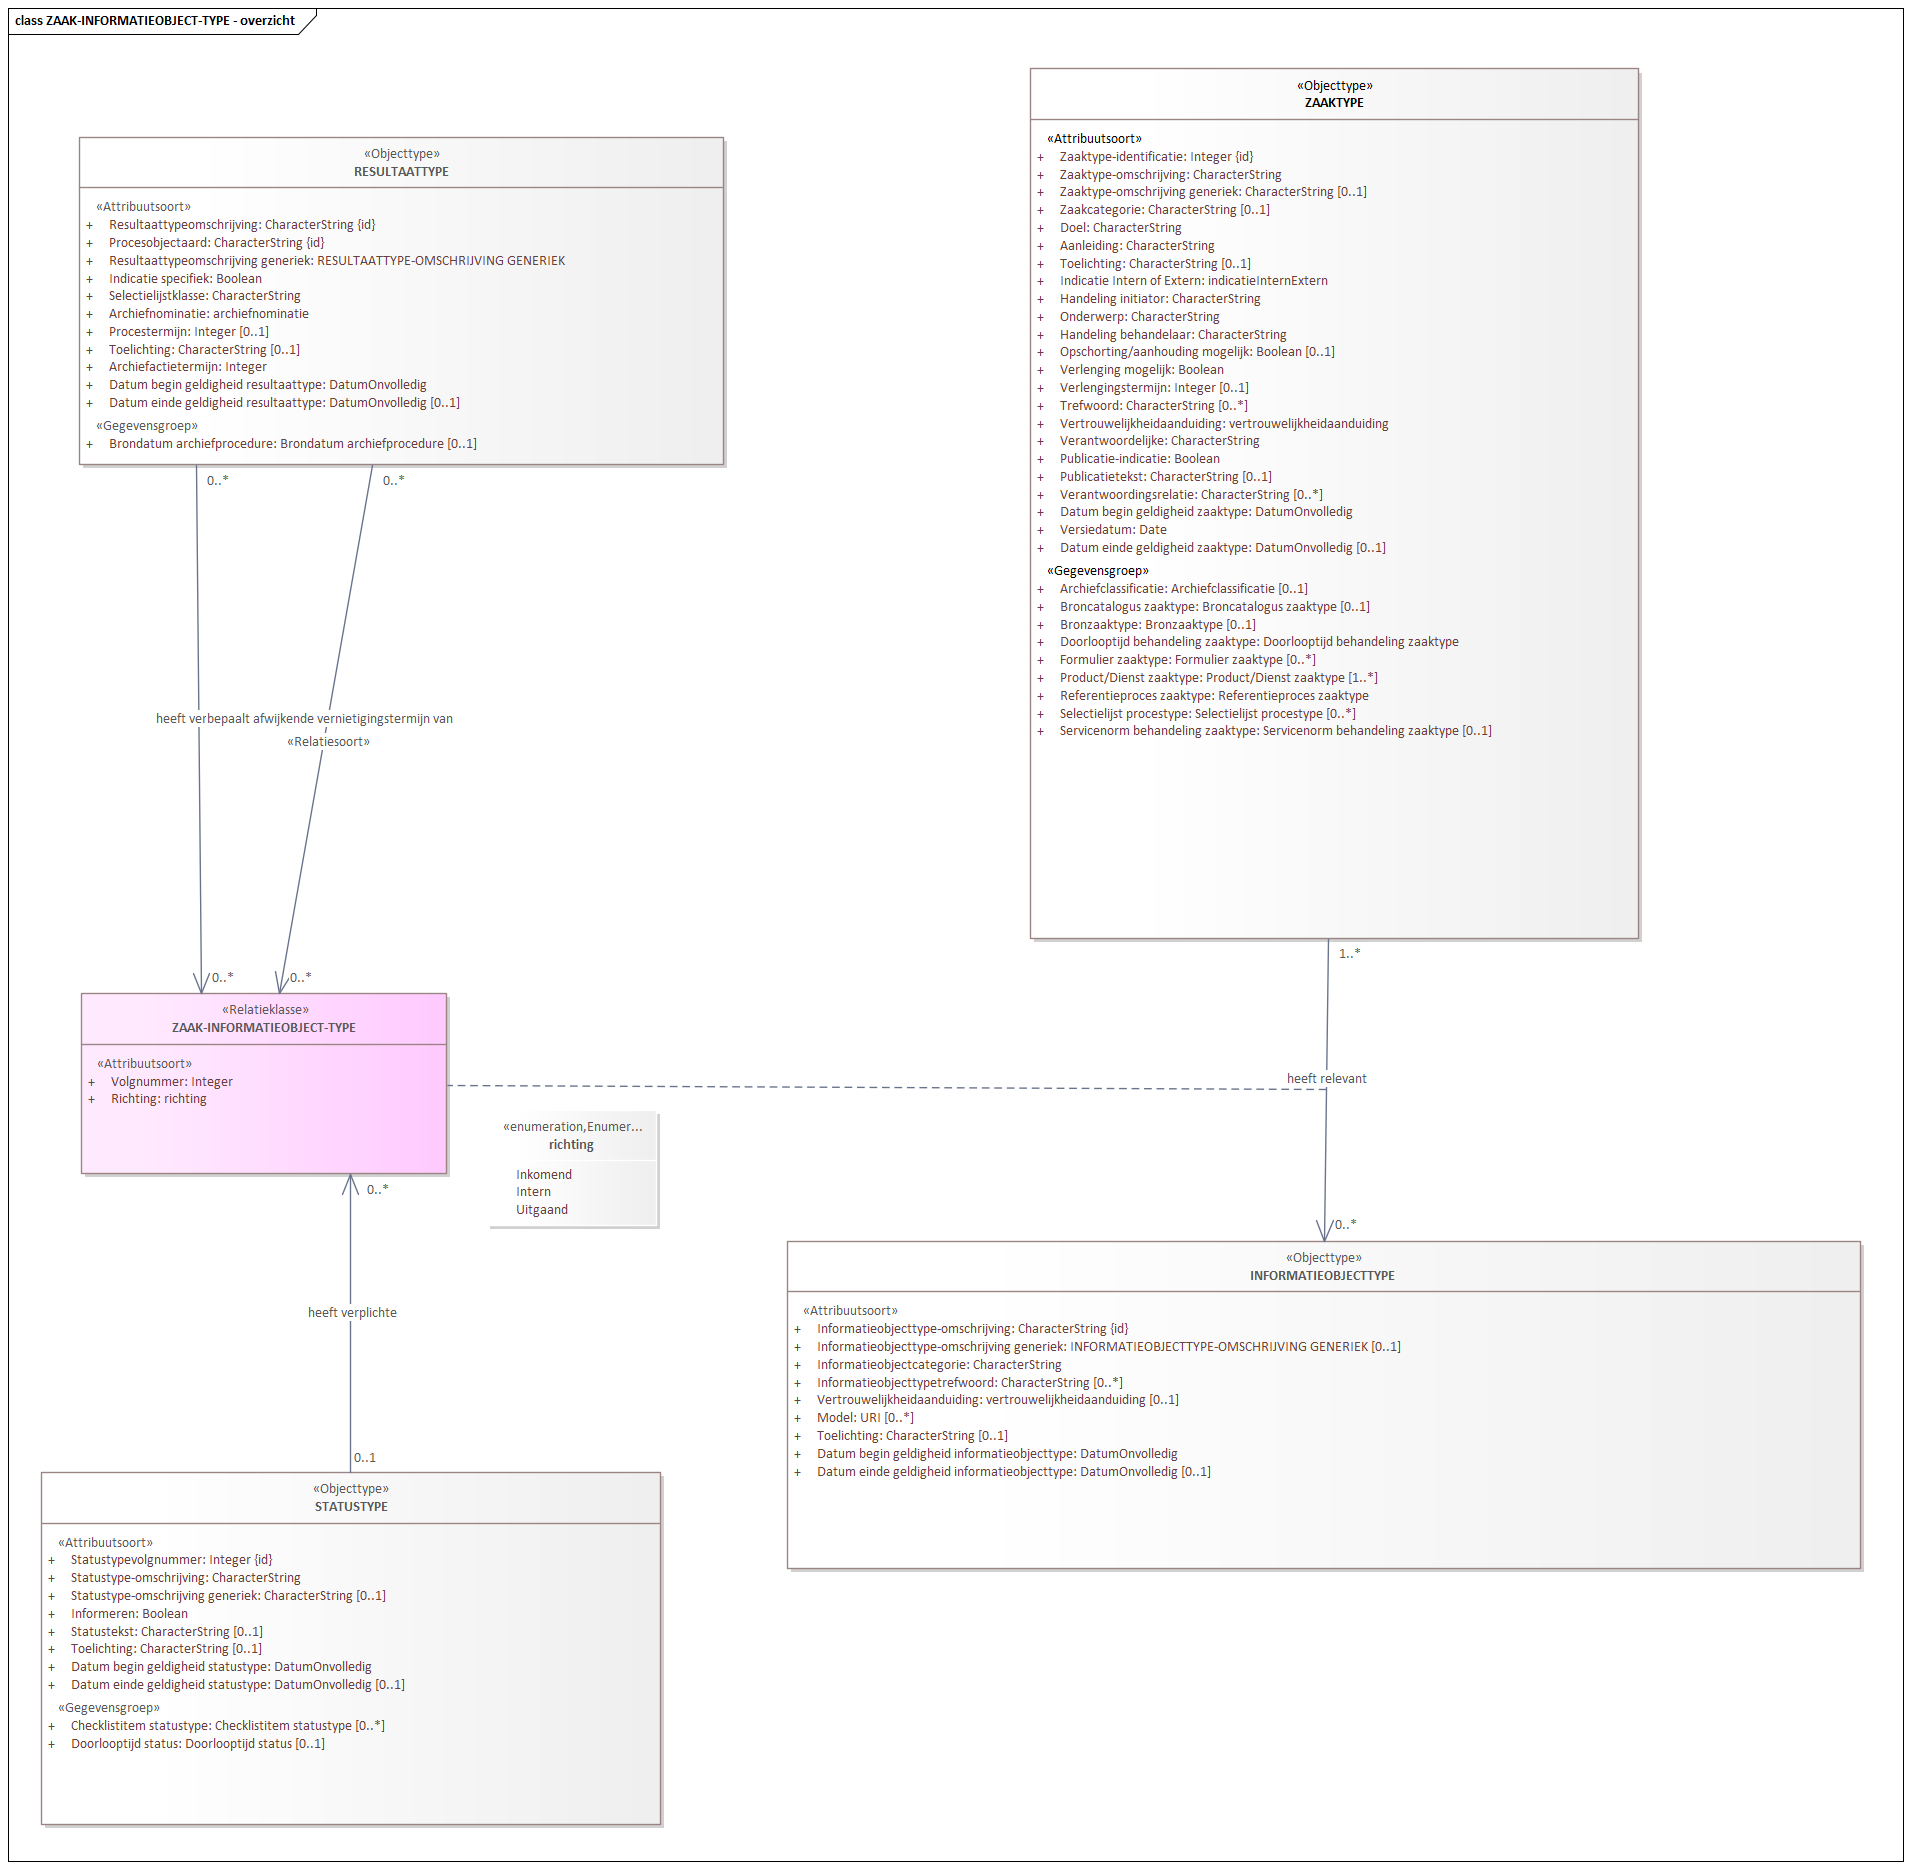 class ZAAK-INFORMATIEOBJECT-TYPE - overzicht
«Objecttype»
ZAAKTYPE
«Attribuutsoort»
+ Zaaktype-identificatie: Integer {id}
+ Zaaktype-omschrijving: CharacterString
+ Zaaktype-omschrijving generiek: CharacterString [0..1]
+ Zaakcategorie: CharacterString [0..1]
+ Doel: CharacterString
+ Aanleiding: CharacterString
+ Toelichting: CharacterString [0..1]
+ Indicatie Intern of Extern: indicatieInternExtern
+ Handeling initiator: CharacterString
+ Onderwerp: CharacterString
+ Handeling behandelaar: CharacterString
+ Opschorting/aanhouding mogelijk: Boolean [0..1]
+ Verlenging mogelijk: Boolean
+ Verlengingstermijn: Integer [0..1]
+ Trefwoord: CharacterString [0..*]
+ Vertrouwelijkheidaanduiding: vertrouwelijkheidaanduiding
+ Verantwoordelijke: CharacterString
+ Publicatie-indicatie: Boolean
+ Publicatietekst: CharacterString [0..1]
+ Verantwoordingsrelatie: CharacterString [0..*]
+ Datum begin geldigheid zaaktype: DatumOnvolledig
+ Versiedatum: Date
+ Datum einde geldigheid zaaktype: DatumOnvolledig [0..1]
«Gegevensgroep»
+ Archiefclassificatie: Archiefclassificatie [0..1]
+ Broncatalogus zaaktype: Broncatalogus zaaktype [0..1]
+ Bronzaaktype: Bronzaaktype [0..1]
+ Doorlooptijd behandeling zaaktype: Doorlooptijd behandeling zaaktype
+ Formulier zaaktype: Formulier zaaktype [0..*]
+ Product/Dienst zaaktype: Product/Dienst zaaktype [1..*]
+ Referentieproces zaaktype: Referentieproces zaaktype
+ Selectielijst procestype: Selectielijst procestype [0..*]
+ Servicenorm behandeling zaaktype: Servicenorm behandeling zaaktype [0..1]
«Objecttype»
RESULTAATTYPE
«Attribuutsoort»
+ Resultaattypeomschrijving: CharacterString {id}
+ Procesobjectaard: CharacterString {id}
+ Resultaattypeomschrijving generiek: RESULTAATTYPE-OMSCHRIJVING GENERIEK
+ Indicatie specifiek: Boolean
+ Selectielijstklasse: CharacterString
+ Archiefnominatie: archiefnominatie
+ Procestermijn: Integer [0..1]
+ Toelichting: CharacterString [0..1]
+ Archiefactietermijn: Integer
+ Datum begin geldigheid resultaattype: DatumOnvolledig
+ Datum einde geldigheid resultaattype: DatumOnvolledig [0..1]
«Gegevensgroep»
+ Brondatum archiefprocedure: Brondatum archiefprocedure [0..1]
0..* 0..*
heeft verbepaalt afwijkende vernietigingstermijn van
«Relatiesoort»
0..* 0..*
1..*
«Relatieklasse»
ZAAK-INFORMATIEOBJECT-TYPE
«Attribuutsoort»
+ Volgnummer: Integer
+ Richting: richting
heeft relevant
«enumeration,Enumer...
richting
Inkomend
Intern
Uitgaand
0..*
0..*
heeft verplichte
0..1
«Objecttype»
INFORMATIEOBJECTTYPE
«Attribuutsoort»
+ Informatieobjecttype-omschrijving: CharacterString {id}
+ Informatieobjecttype-omschrijving generiek: INFORMATIEOBJECTTYPE-OMSCHRIJVING GENERIEK [0..1]
+ Informatieobjectcategorie: CharacterString
+ Informatieobjecttypetrefwoord: CharacterString [0..*]
+ Vertrouwelijkheidaanduiding: vertrouwelijkheidaanduiding [0..1]
+ Model: URI [0..*]
+ Toelichting: CharacterString [0..1]
+ Datum begin geldigheid informatieobjecttype: DatumOnvolledig
+ Datum einde geldigheid informatieobjecttype: DatumOnvolledig [0..1]
«Objecttype»
STATUSTYPE
«Attribuutsoort»
+ Statustypevolgnummer: Integer {id}
+ Statustype-omschrijving: CharacterString
+ Statustype-omschrijving generiek: CharacterString [0..1]
+ Informeren: Boolean
+ Statustekst: CharacterString [0..1]
+ Toelichting: CharacterString [0..1]
+ Datum begin geldigheid statustype: DatumOnvolledig
+ Datum einde geldigheid statustype: DatumOnvolledig [0..1]
«Gegevensgroep»
+ Checklistitem statustype: Checklistitem statustype [0..*]
+ Doorlooptijd status: Doorlooptijd status [0..1]